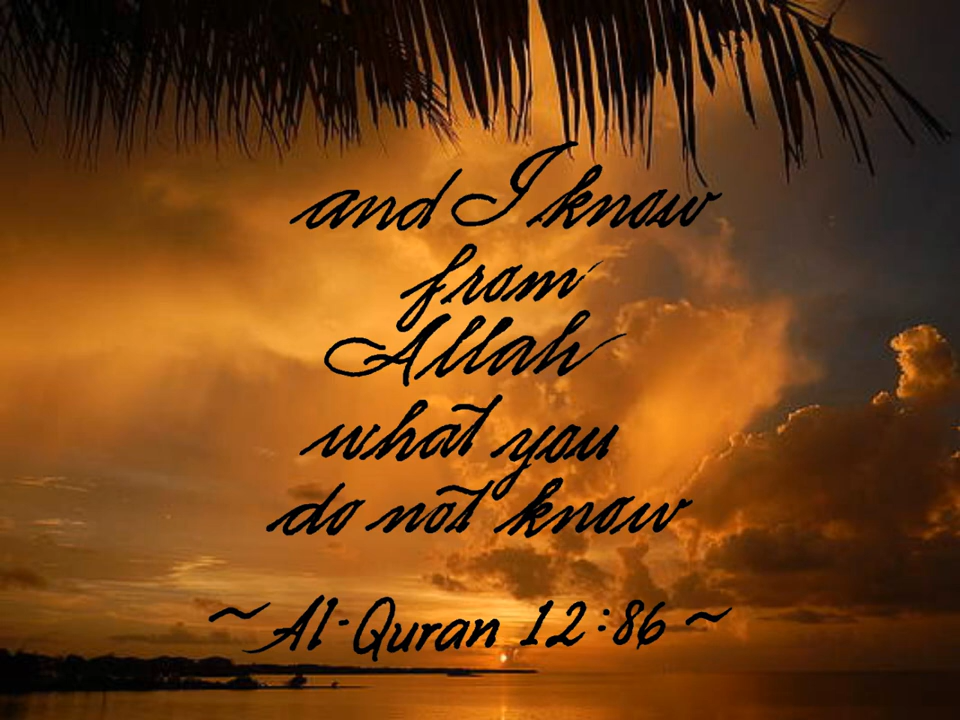 and I know
from
Allah
what you
do not know
~ Al-Quran 12:86 ~